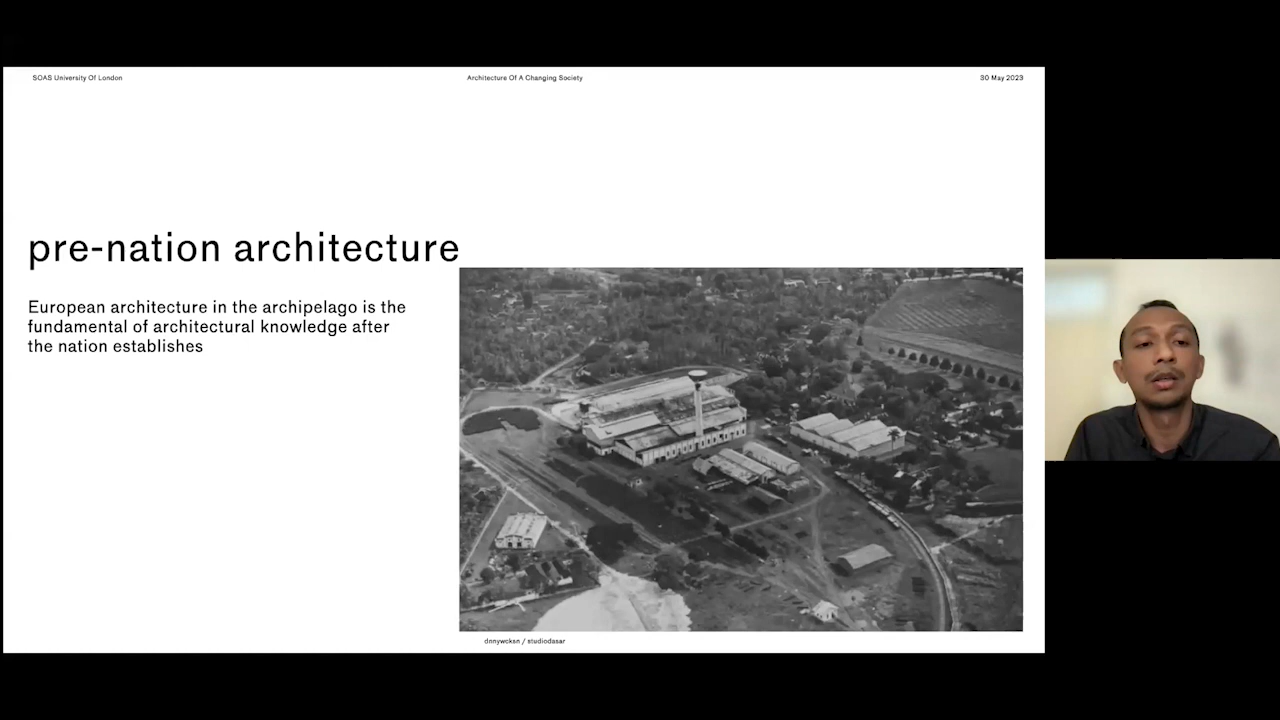 SOAS University Of London
Architecture Of A Changing Society
30 May 2023
pre-nation architecture
European architecture in the archipelago is the
fundamental of architectural knowledge after
the nation establishes
dnnywcksn / studiodasar